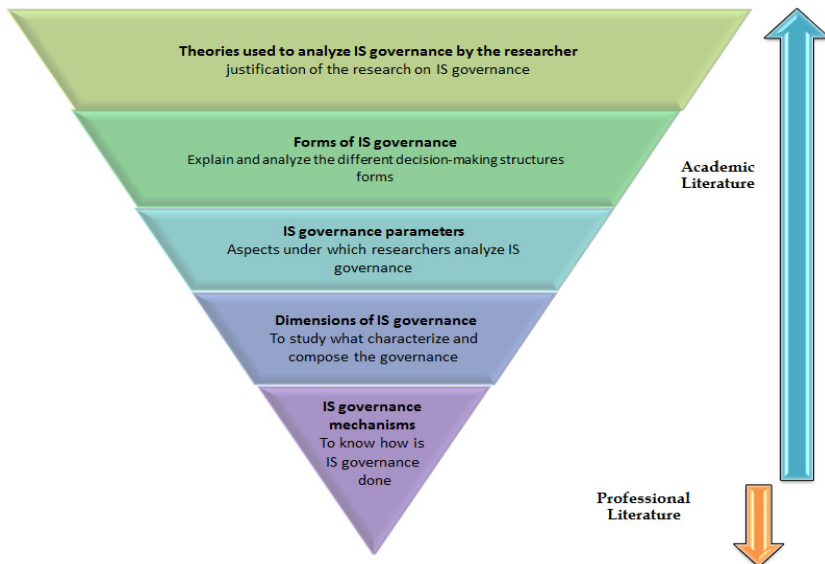 Theories used to analyze IS governance by the researcher
justification of the research on IS governance
Forms of IS governance
Explain and analyze the different decision-making structures
forms
Academic
Literature
IS governance parameters
Aspects under which researchers analyze IS
governance
Dimensions of IS governance
To study what characterize and
compose the governance
IS governance
mechanisms
To know how is
IS governance
done
Professional
Literature